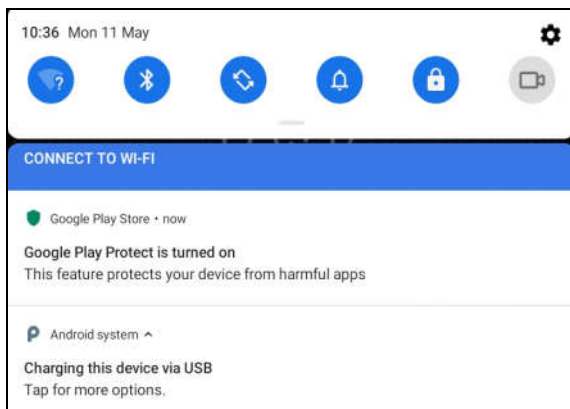 10:36 Mon 11 May
?
CONNECT TO WI-FI
Google Play Store • now
Google Play Protect is turned on
This feature protects your device from harmful apps
Android system
Charging this device via USB
Tap for more options.